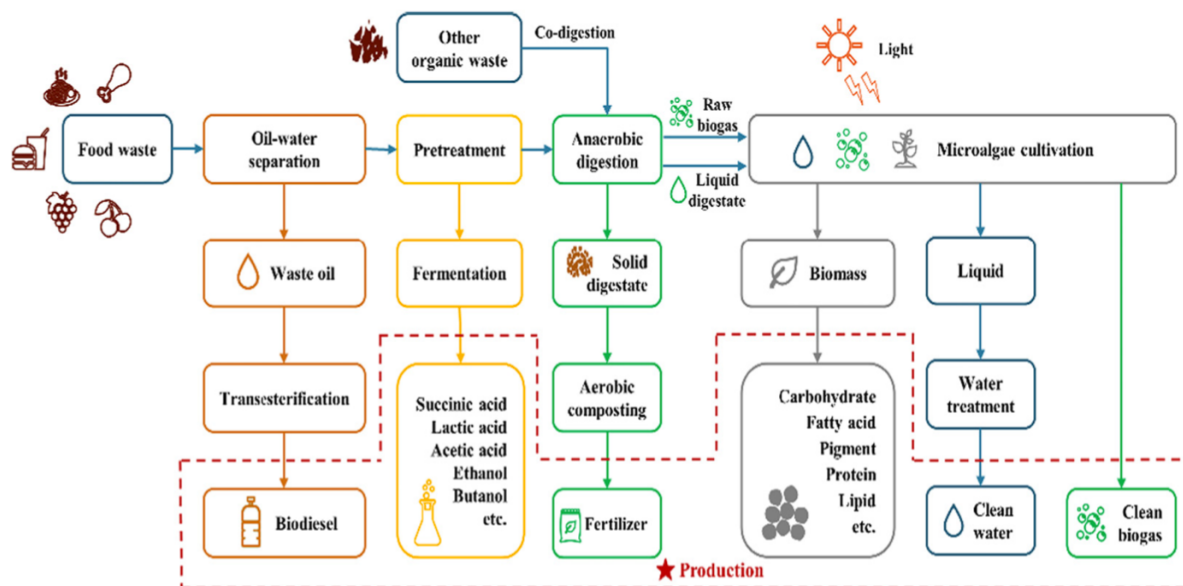 Other
organic waste
Co-digestion
Light
Food waste
Oil-water
separation
Pretreatment
Anacrobic
digestion
Raw
biogas
Liquid
digestate
Microalgae cultivation
Waste oil
Fermentation
Solid
digestate
Biomass
Liquid
Transesterification
Succinic acid
Lactic acid
Acetic acid
Ethanol
Butanol
etc.
Aerobic
composting
Carbohydrate
Fatty acid
Pigment
Protein
Lipid
etc.
Water
treatment
Biodiesel
Fertilizer
Clean
water
Clean
biogas
Production